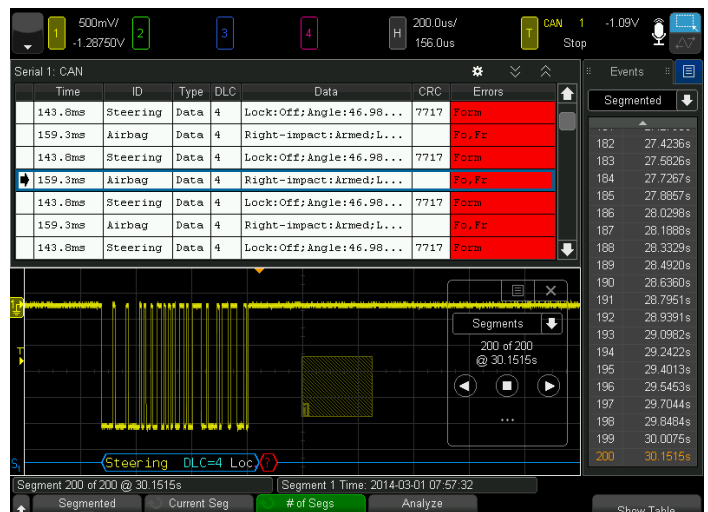 1 500mV/ 2 3 4 H 200.0us/ T CAN 1 -1.09V
-1.28750V 156.0us Stop
Serial 1: CAN
Time ID Type DLC Data CRC Errors
143.8ms Steering Data 4 Lock:Off;Angle:46.98... 7717 Form
159.3ms Airbag Data 4 Right-impact:Armed;L... Fo,Fr
143.8ms Steering Data 4 Lock:Off;Angle:46.98... 7717 Form
159.3ms Airbag Data 4 Right-impact:Armed;L... Fo,Fr
143.8ms Steering Data 4 Lock:Off;Angle:46.98... 7717 Form
159.3ms Airbag Data 4 Right-impact:Armed;L... Fo,Fr
143.8ms Steering Data 4 Lock:Off;Angle:46.98... 7717 Form
Events
Segmented
182 27.4236s
183 27.5826s
184 27.7267s
185 27.8857s
186 28.0298s
187 28.1888s
188 28.3329s
189 28.4920s
190 28.6360s
191 28.7951s
192 28.9391s
193 29.0982s
194 29.2422s
195 29.4013s
196 29.5453s
197 29.7044s
198 29.8484s
199 30.0075s
200 30.1515s
Segments
200 of 200
@ 30.1515s
...
T
1
S1 Steering DLC=4 Loc ?
Segment 200 of 200 @ 30.1515s
Segment 1 Time: 2014-03-01 07:57:32
Segmented Current Seg # of Segs Analyze Show Table